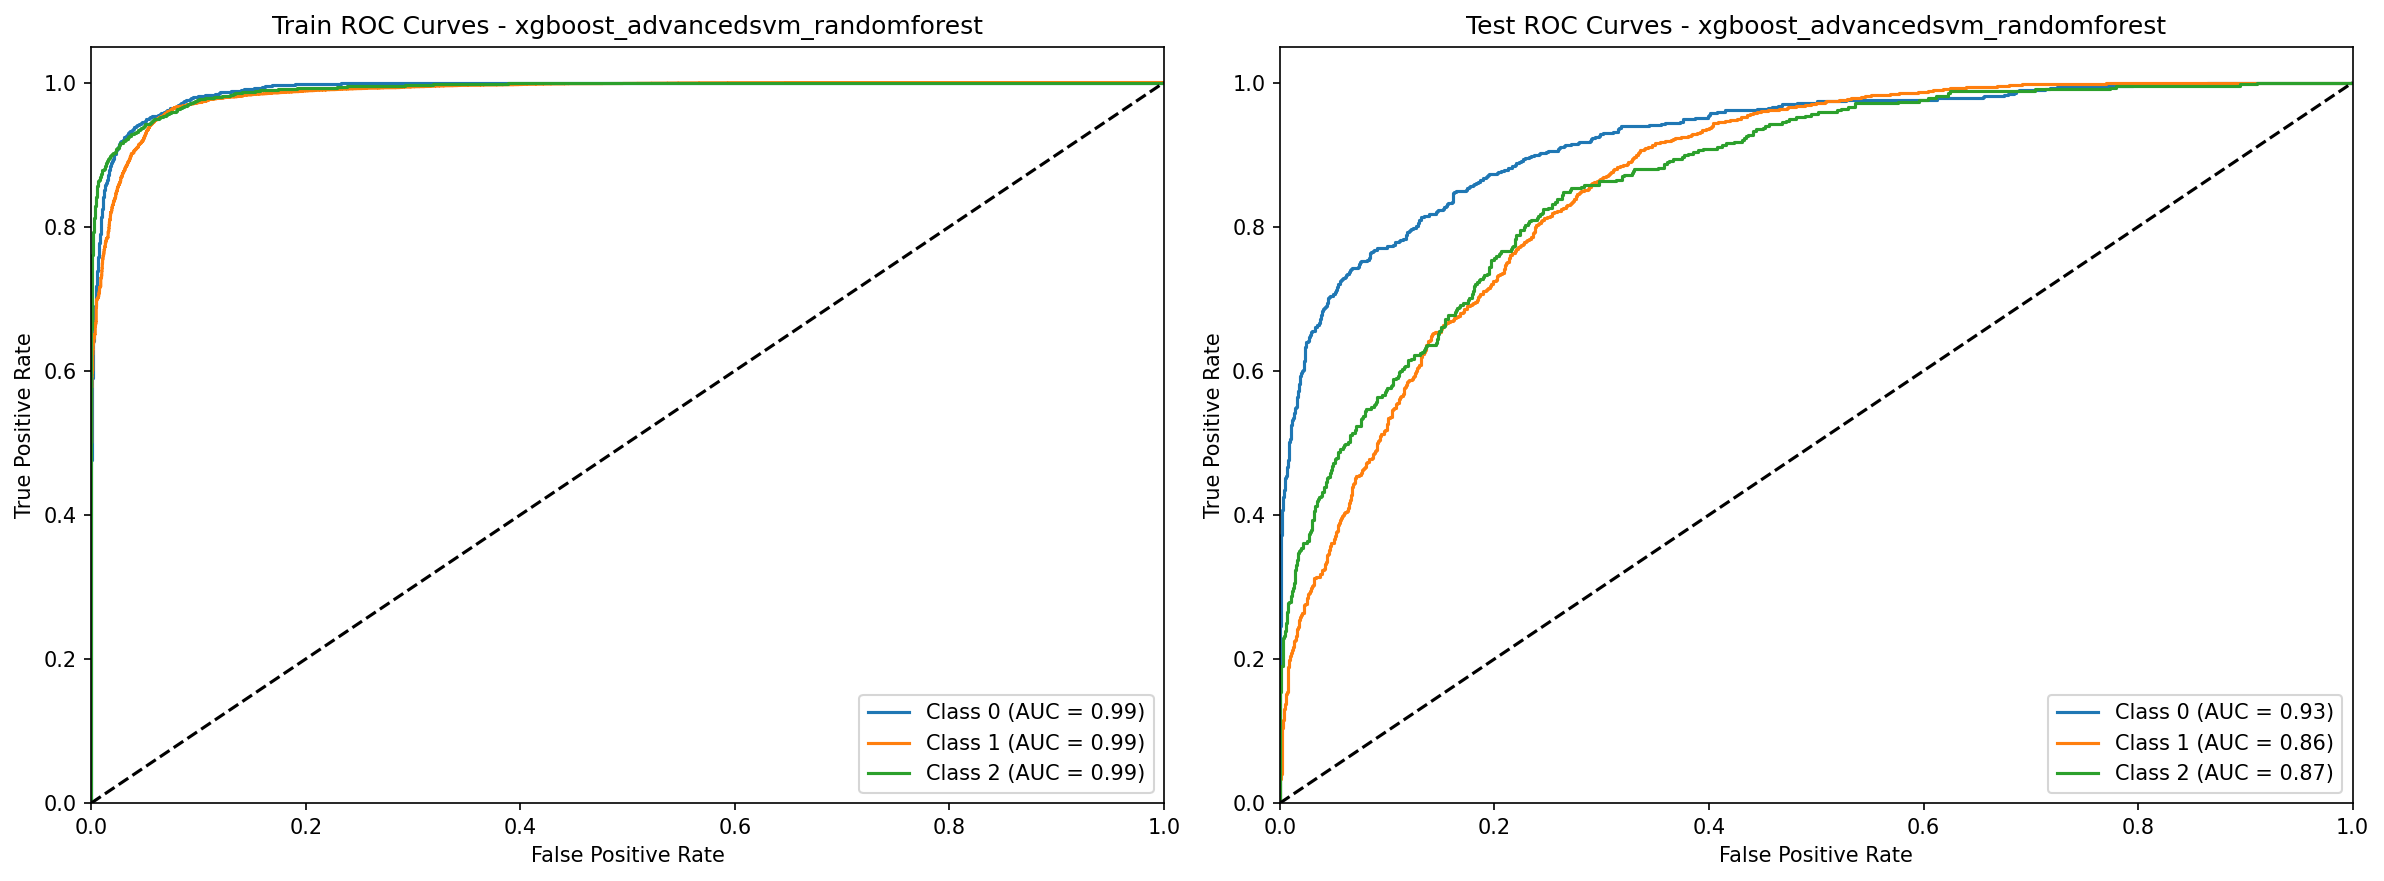 Train ROC Curves - xgboost_advancedsvm_randomforest
True Positive Rate
1.0
0.8
0.6
0.4
0.2
0.0
0.0 0.2 0.4 0.6 0.8 1.0
False Positive Rate
Class 0 (AUC = 0.99)
Class 1 (AUC = 0.99)
Class 2 (AUC = 0.99)
Test ROC Curves - xgboost_advancedsvm_randomforest
True Positive Rate
1.0
0.8
0.6
0.4
0.2
0.0
0.0 0.2 0.4 0.6 0.8 1.0
False Positive Rate
Class 0 (AUC = 0.93)
Class 1 (AUC = 0.86)
Class 2 (AUC = 0.87)